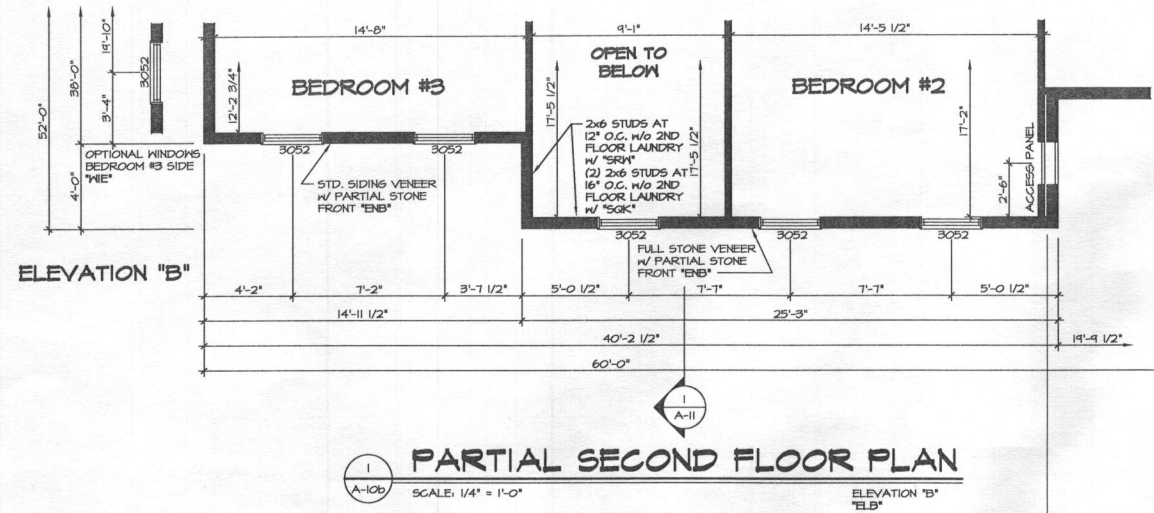 14'-8"
9'-1"
14'-5 1/2"
52'-0"
38'-0"
19'-10"
3'-4"
4'-0"
3052
12'-2 3/4"
BEDROOM #3
OPEN TO
BELOW
BEDROOM #2
17'-5 1/2"
17'-5 1/2"
17'-2"
2'-6"
ACCESS PANEL
2x6 STUDS AT
12" O.C. W/o 2ND
FLOOR LAUNDRY
W/ "SRW"
(2) 2x6 STUDS AT
16" O.C. W/o 2ND
FLOOR LAUNDRY
W/ "SGK"
OPTIONAL WINDOWS
BEDROOM #3 SIDE
"WIE"
3052
3052
STD. SIDING VENEER
W/ PARTIAL STONE
FRONT "ENB"
3052
3052
3052
FULL STONE VENEER
W/ PARTIAL STONE
FRONT "ENB"
ELEVATION "B"
4'-2"
7'-2"
3'-7 1/2"
5'-0 1/2"
7'-7"
7'-7"
5'-0 1/2"
14'-11 1/2"
25'-3"
40'-2 1/2"
19'-9 1/2"
60'-0"
1
A-11
1
A-10b
PARTIAL SECOND FLOOR PLAN
SCALE: 1/4" = 1'-0"
ELEVATION "B"
"ELB"